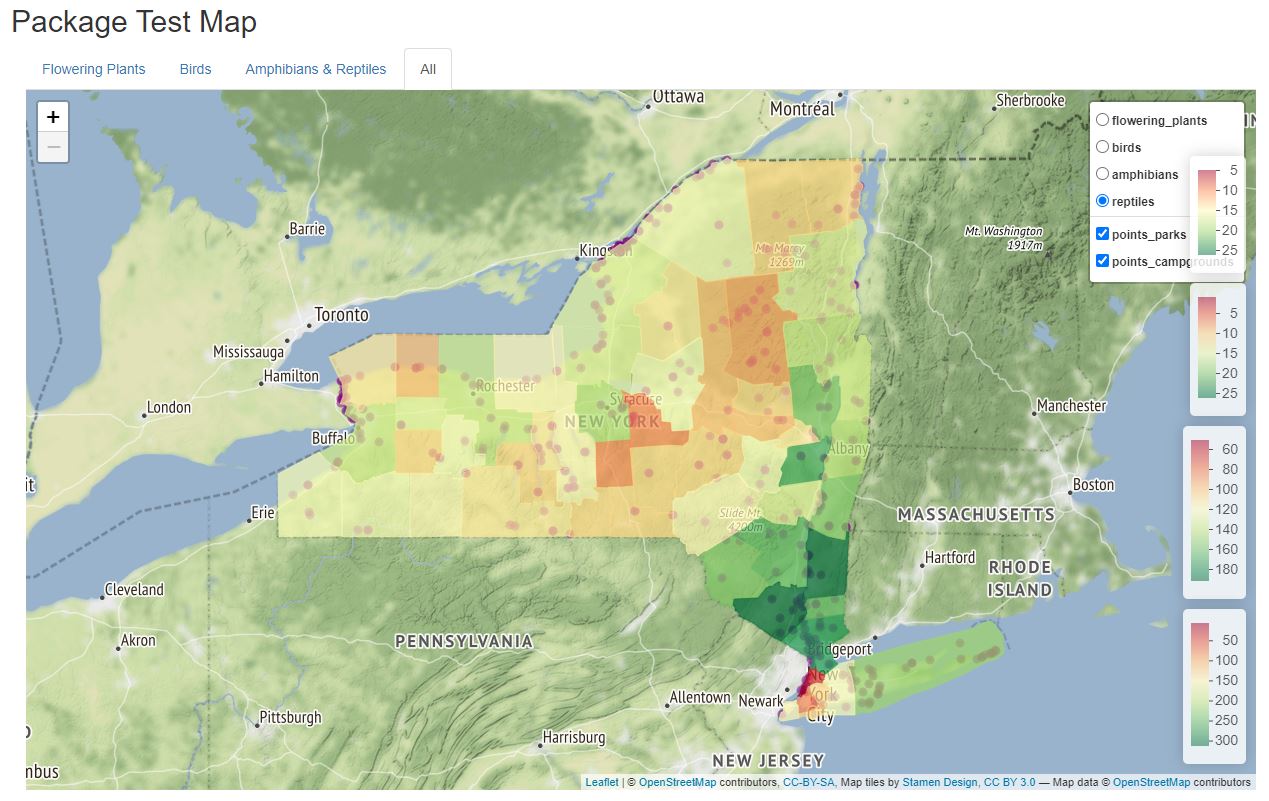 Package Test Map
Flowering Plants
Birds
Amphibians & Reptiles
All
+
−
Ottawa
Montréal
Sherbrooke
flowering_plants
birds
amphibians
reptiles
points_parks
points_campgrounds
5
10
15
20
25
5
10
15
20
25
60
80
100
120
140
160
180
50
100
150
200
250
300
Barrie
Kingston
Mt. Marcy
1269m
Mt. Washington
1917m
Toronto
Mississauga
Hamilton
London
Rochester
Syracuse
NEW YORK
Manchester
Buffalo
Albany
it
Boston
Erie
Slide Mt
4200m
MASSACHUSETTS
Hartford
RHODE
ISLAND
Cleveland
Akron
PENNSYLVANIA
Bridgeport
New
York
City
Allentown
Newark
Pittsburgh
Harrisburg
NEW JERSEY
mbus
Leaflet | © OpenStreetMap contributors, CC-BY-SA, Map tiles by Stamen Design, CC BY 3.0 — Map data © OpenStreetMap contributors